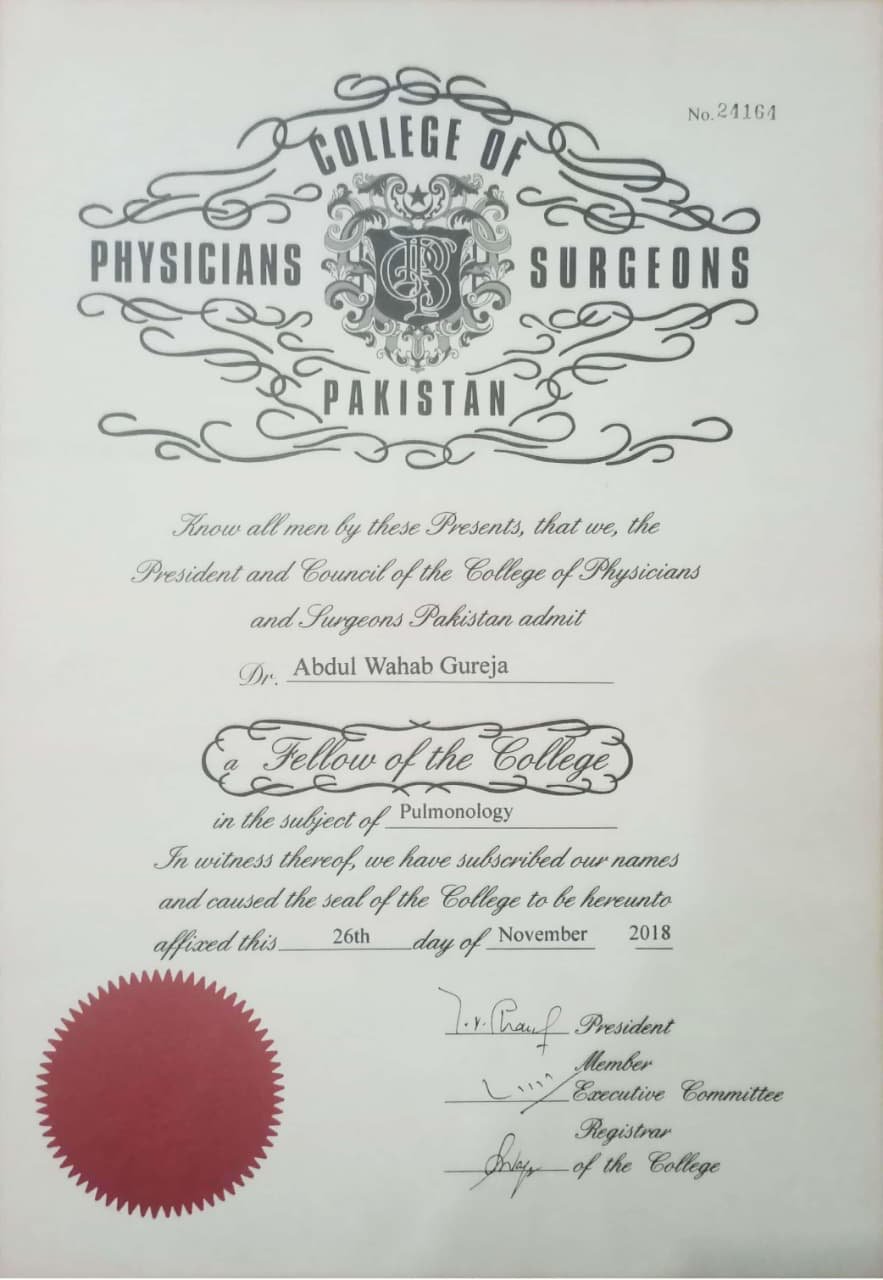 No. 24164
COLLEGE OF
PHYSICIANS SURGEONS
PAKISTAN
Know all men by these Presents, that we, the
President and Council of the College of Physicians
and Surgeons Pakistan admit
Dr. Abdul Wahab Gureja
a Fellow of the College
in the subject of Pulmonology
In witness thereof, we have subscribed our names
and caused the seal of the College to be hereunto
affixed this 26th day of November 2018
President
Member
Executive Committee
Registrar
of the College